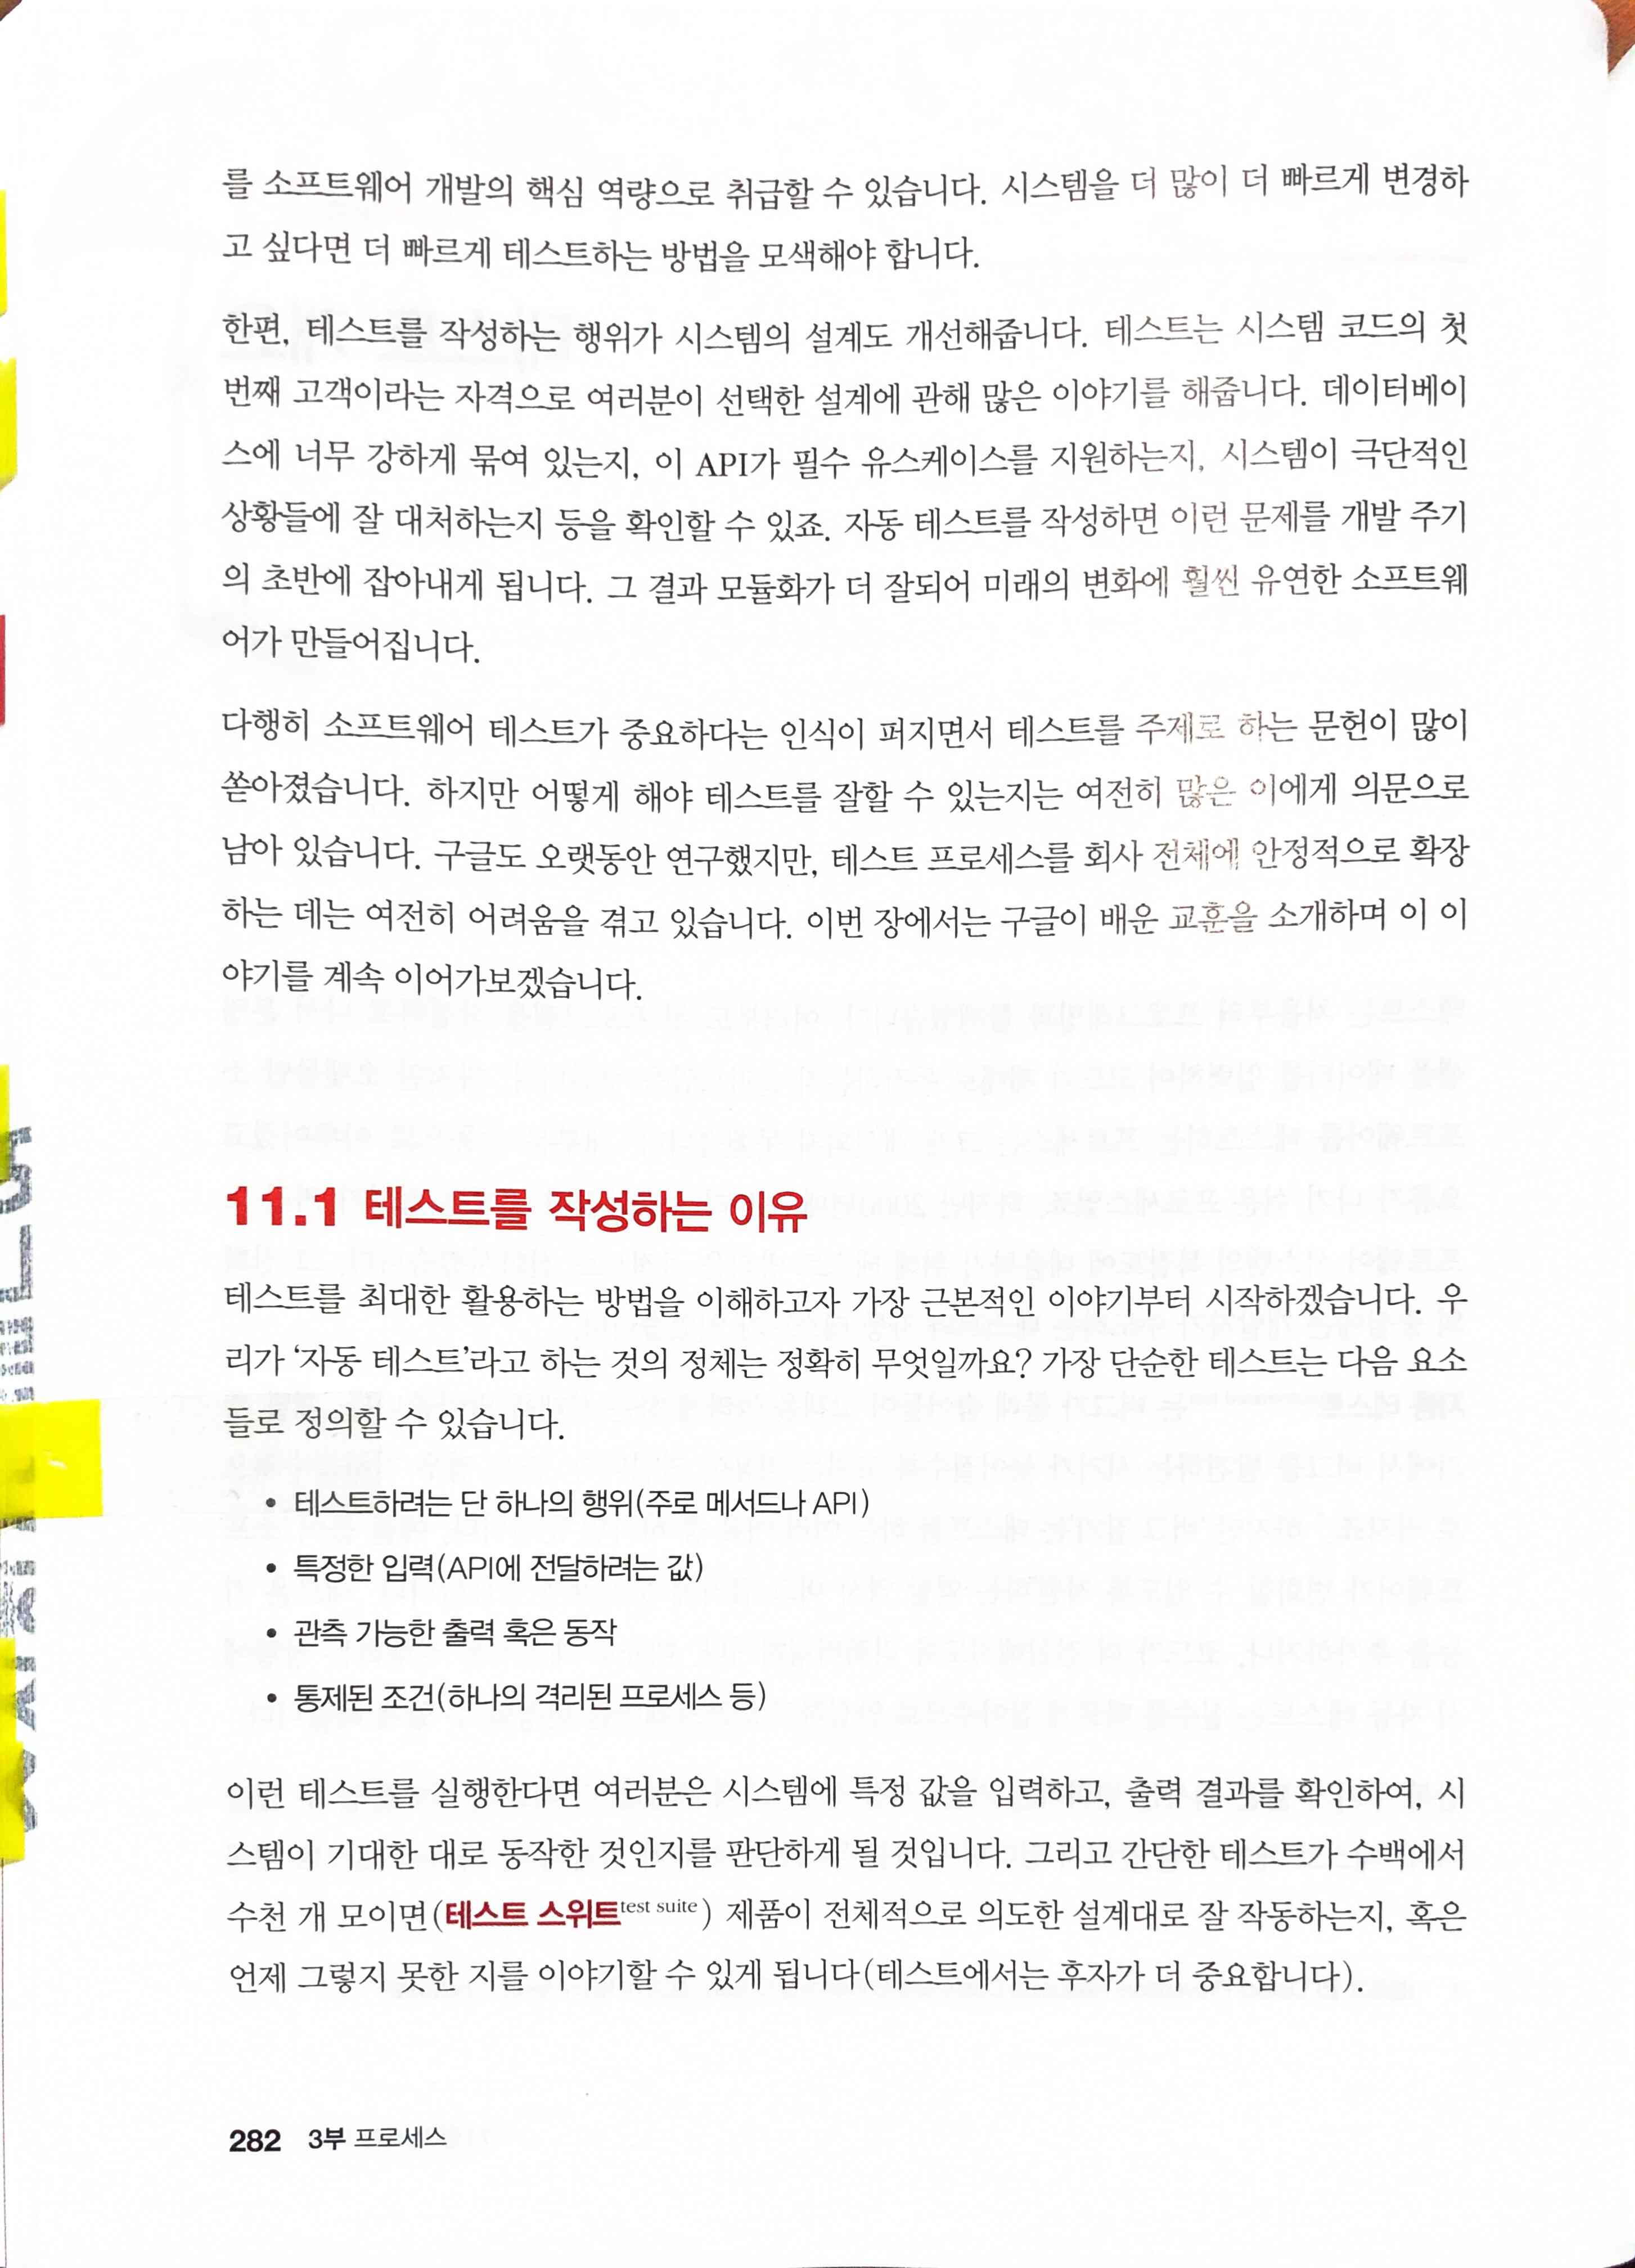 를 소프트웨어 개발의 핵심 역량으로 취급할 수 있습니다. 시스템을 더 많이 더 빠르게 변경하
고 싶다면 더 빠르게 테스트하는 방법을 모색해야 합니다.
한편, 테스트를 작성하는 행위가 시스템의 설계도 개선해줍니다. 테스트는 시스템 코드의 첫
번째 고객이라는 자격으로 여러분이 선택한 설계에 관해 많은 이야기를 해줍니다. 데이터베이
스에 너무 강하게 묶여 있는지, 이 API가 필수 유스케이스를 지원하는지, 시스템이 극단적인
상황들에 잘 대처하는지 등을 확인할 수 있죠. 자동 테스트를 작성하면 이런 문제를 개발 주기
의 초반에 잡아내게 됩니다. 그 결과 모듈화가 더 잘되어 미래의 변화에 훨씬 유연한 소프트웨
어가 만들어집니다.
다행히 소프트웨어 테스트가 중요하다는 인식이 퍼지면서 테스트를 주제로 하는 문헌이 많이
쏟아졌습니다. 하지만 어떻게 해야 테스트를 잘할 수 있는지는 여전히 많은 이에게 의문으로
남아 있습니다. 구글도 오랫동안 연구했지만, 테스트 프로세스를 회사 전체에 안정적으로 확장
하는 데는 여전히 어려움을 겪고 있습니다. 이번 장에서는 구글이 배운 교훈을 소개하며 이 이
야기를 계속 이어가보겠습니다.
11.1 테스트를 작성하는 이유
테스트를 최대한 활용하는 방법을 이해하고자 가장 근본적인 이야기부터 시작하겠습니다. 우
리가 ‘자동 테스트’라고 하는 것의 정체는 정확히 무엇일까요? 가장 단순한 테스트는 다음 요소
들로 정의할 수 있습니다.
• 테스트하려는 단 하나의 행위(주로 메서드나 API)
• 특정한 입력(API에 전달하려는 값)
• 관측 가능한 출력 혹은 동작
• 통제된 조건(하나의 격리된 프로세스 등)
이런 테스트를 실행한다면 여러분은 시스템에 특정 값을 입력하고, 출력 결과를 확인하여, 시
스템이 기대한 대로 동작한 것인지를 판단하게 될 것입니다. 그리고 간단한 테스트가 수백에서
수천 개 모이면(테스트 스위트test suite) 제품이 전체적으로 의도한 설계대로 잘 작동하는지, 혹은
언제 그렇지 못한 지를 이야기할 수 있게 됩니다(테스트에서는 후자가 더 중요합니다).
282 3부 프로세스